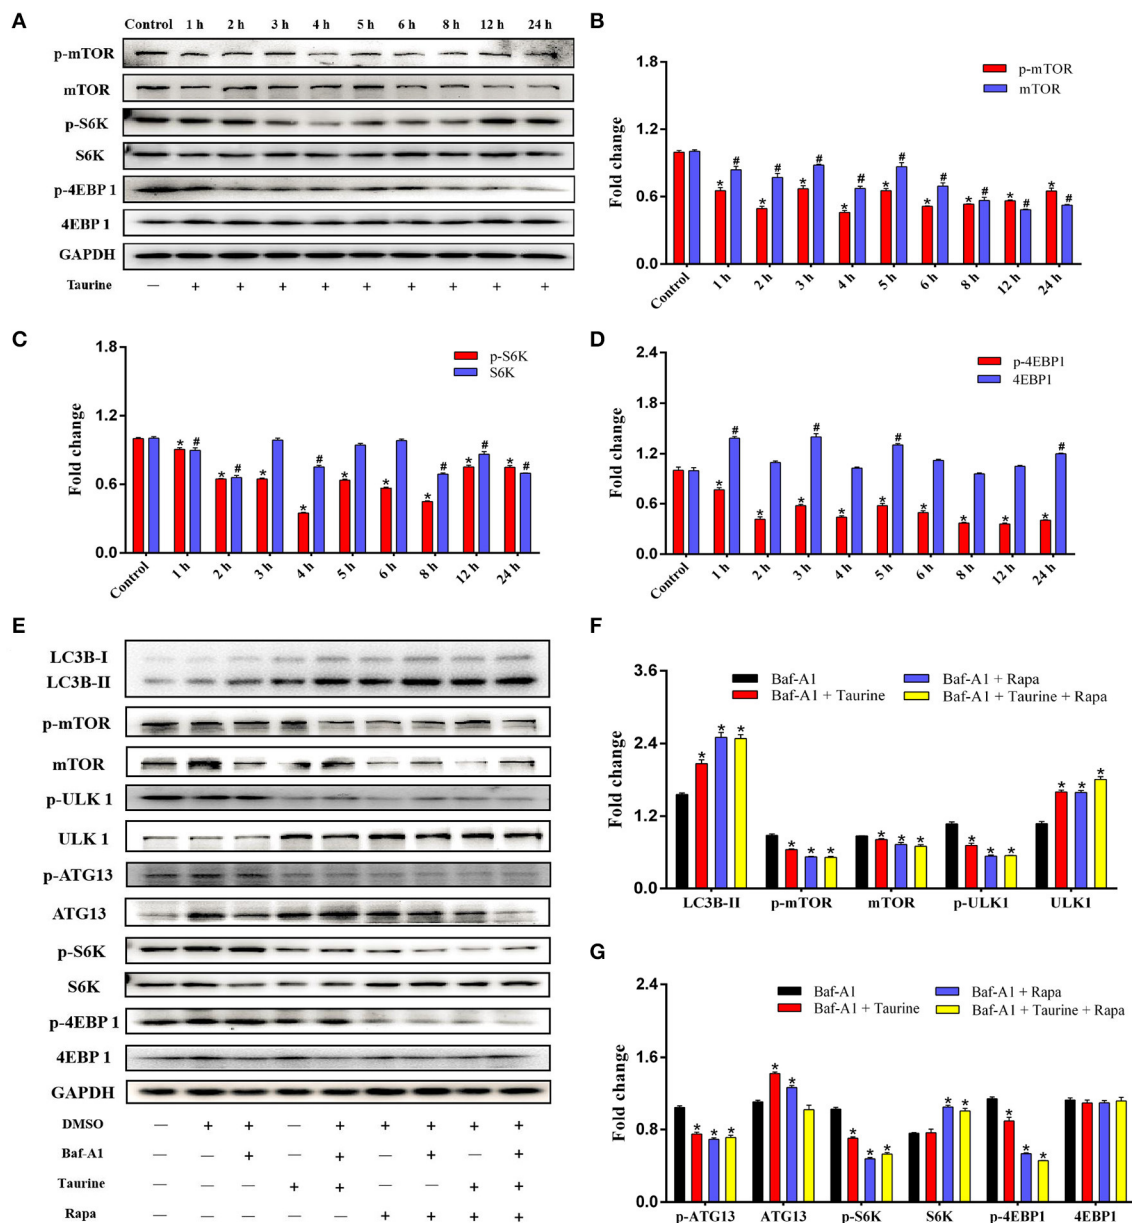 A
Control 1 h 2 h 3 h 4 h 5 h 6 h 8 h 12 h 24 h
p-mTOR
mTOR
p-S6K
S6K
p-4EBP 1
4EBP 1
GAPDH
Taurine — + + + + + + + + +
B
1.8
1.2
0.6
0.0
Fold change
p-mTOR
mTOR
* # * # * # * # * # * # * # * # * #
Control 1 h 2 h 3 h 4 h 5 h 6 h 8 h 12 h 24 h
C
1.8
1.2
0.6
0.0
Fold change
p-S6K
S6K
* # * # * * # * * * # * # * #
Control 1 h 2 h 3 h 4 h 5 h 6 h 8 h 12 h 24 h
D
2.4
1.8
1.2
0.6
0.0
Fold change
p-4EBP1
4EBP1
* # * * # * * # * * * * #
Control 1 h 2 h 3 h 4 h 5 h 6 h 8 h 12 h 24 h
E
LC3B-I
LC3B-II
p-mTOR
mTOR
p-ULK 1
ULK 1
p-ATG13
ATG13
p-S6K
S6K
p-4EBP 1
4EBP 1
GAPDH
DMSO — + + — + + + + +
Baf-A1 — — + — + — + — +
Taurine — — — + + — — + +
Rapa — — — — — + + + +
F
3.6
2.4
1.2
0.0
Fold change
Baf-A1
Baf-A1 + Taurine
Baf-A1 + Rapa
Baf-A1 + Taurine + Rapa
* * * * * * * * * * * * * * *
LC3B-II p-mTOR mTOR p-ULK1 ULK1
G
2.4
1.8
1.2
0.6
0.0
Fold change
Baf-A1
Baf-A1 + Taurine
Baf-A1 + Rapa
Baf-A1 + Taurine + Rapa
* * * * * * * * * * * * *
p-ATG13 ATG13 p-S6K S6K p-4EBP1 4EBP1